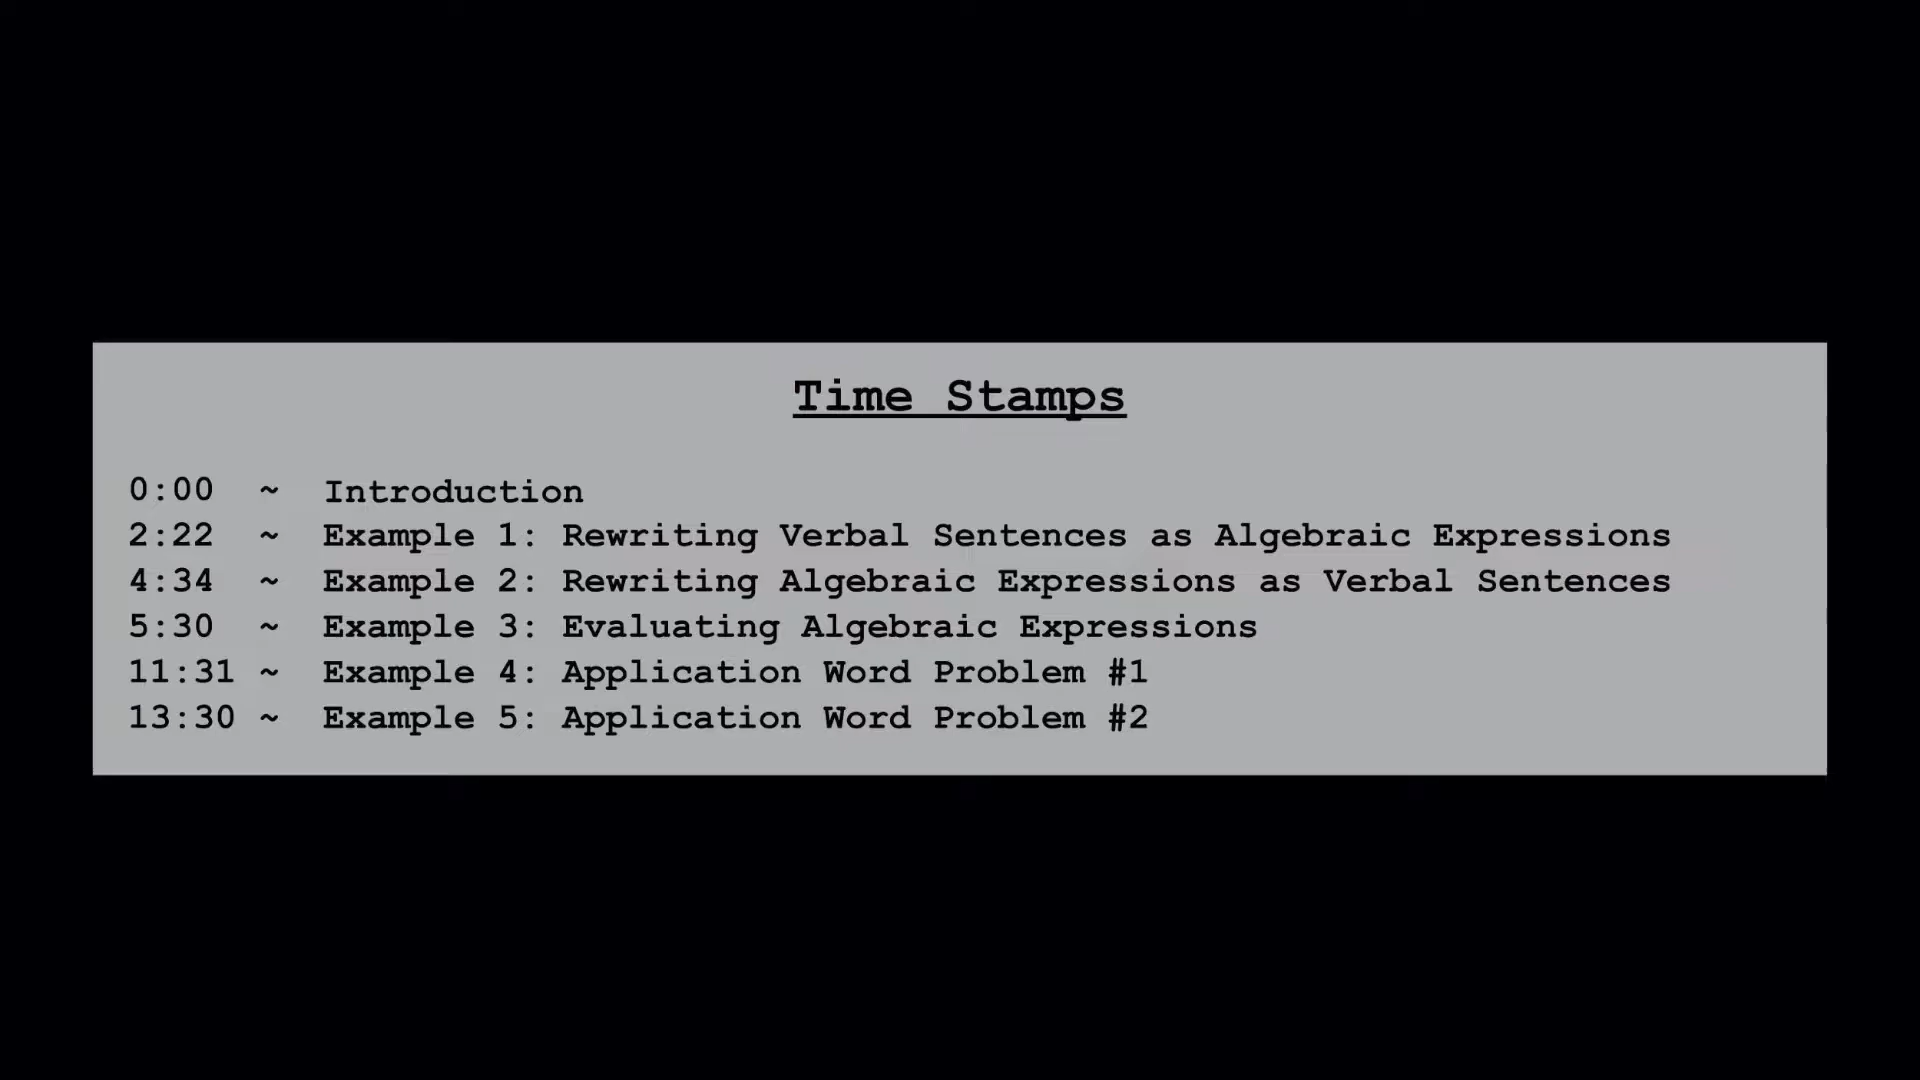 Time Stamps
0:00 ~ Introduction
2:22 ~ Example 1: Rewriting Verbal Sentences as Algebraic Expressions
4:34 ~ Example 2: Rewriting Algebraic Expressions as Verbal Sentences
5:30 ~ Example 3: Evaluating Algebraic Expressions
11:31 ~ Example 4: Application Word Problem #1
13:30 ~ Example 5: Application Word Problem #2